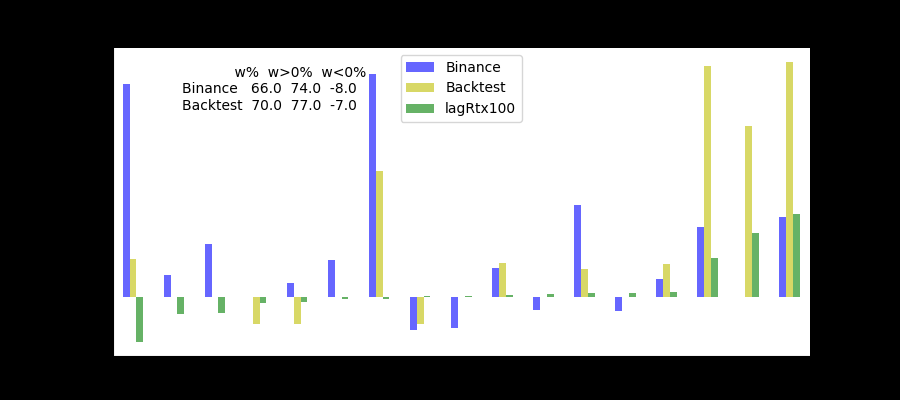 w%  w>0%  w<0%
Binance   66.0  74.0  -8.0
Backtest  70.0  77.0  -7.0
Binance
Backtest
lagRtx100